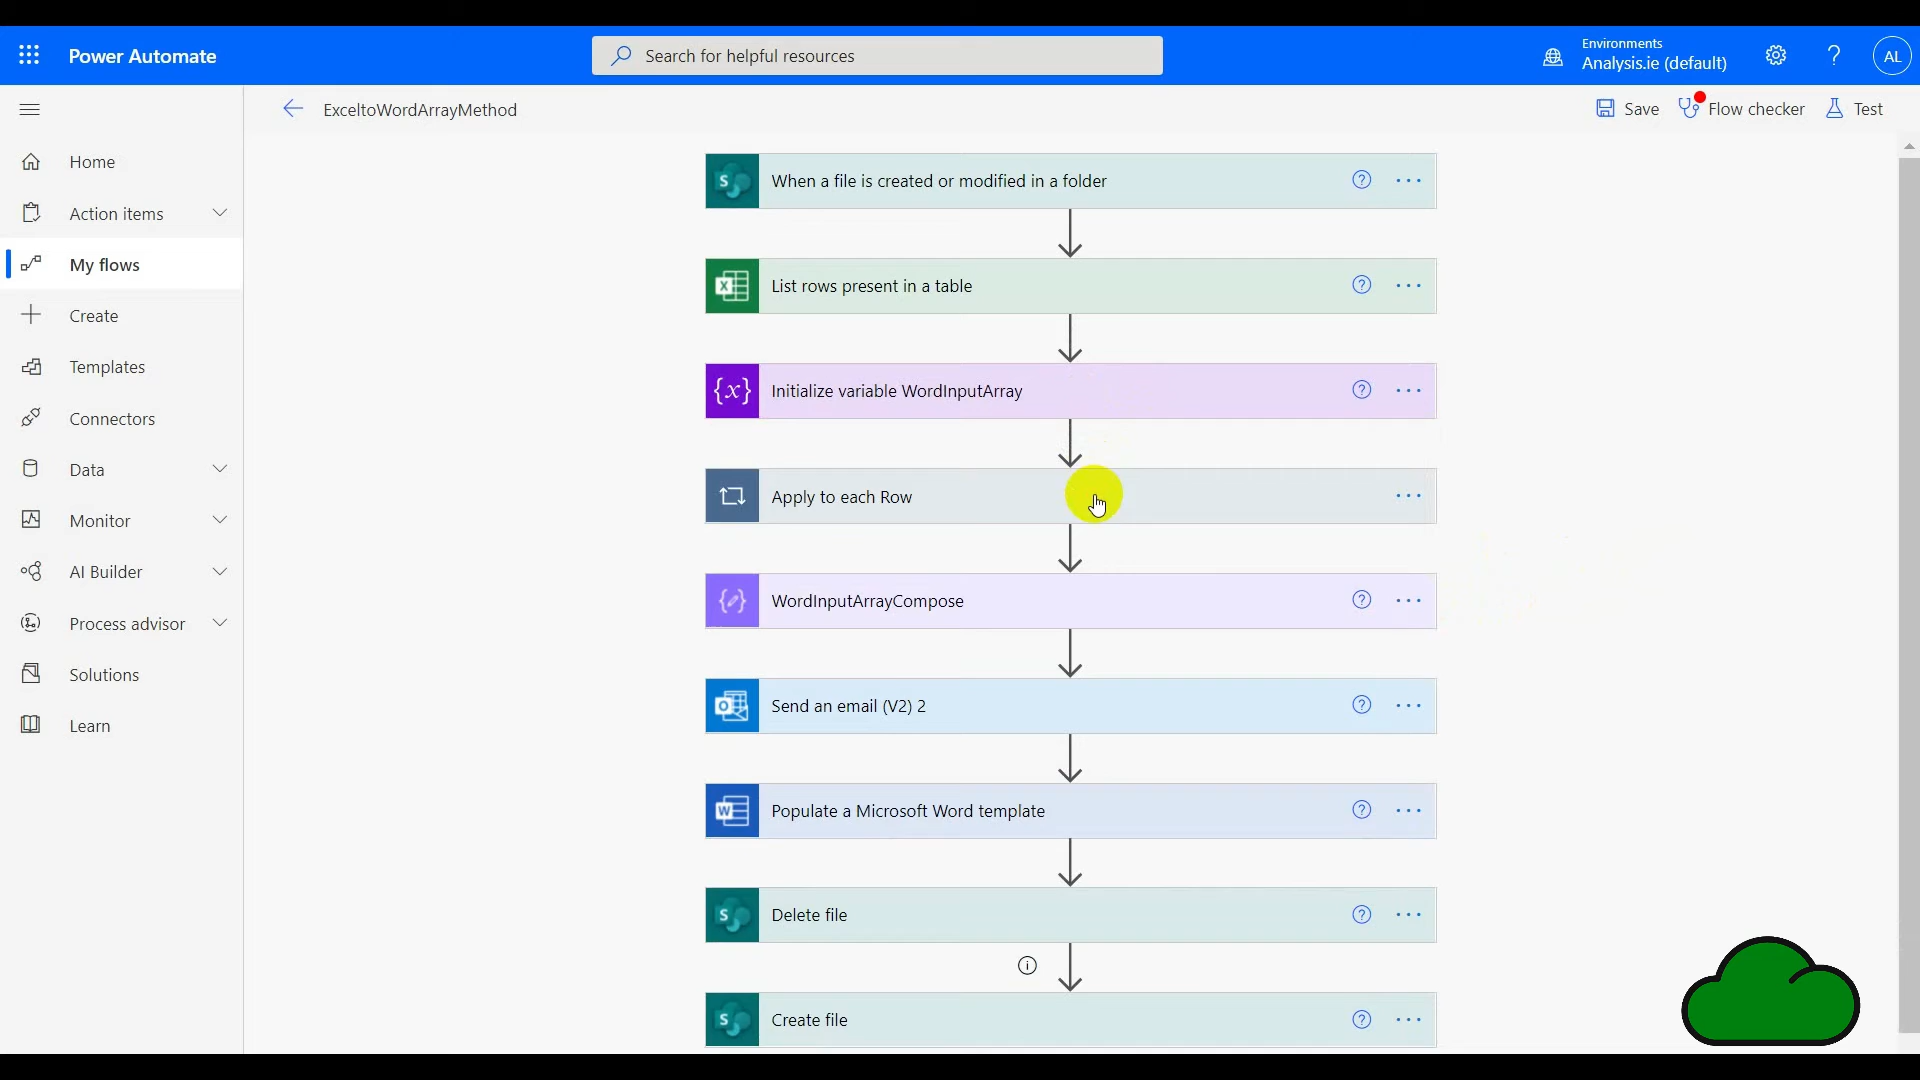 Power Automate
Search for helpful resources
Environments
Analysis.ie (default)
?
AL
ExceltoWordArrayMethod
Save
Flow checker
Test
Home
Action items
My flows
Create
Templates
Connectors
Data
Monitor
AI Builder
Process advisor
Solutions
Learn
S
When a file is created or modified in a folder
?
...
X
List rows present in a table
?
...
{x}
Initialize variable WordInputArray
?
...
Apply to each Row
...
WordInputArrayCompose
?
...
O
Send an email (V2) 2
?
...
W
Populate a Microsoft Word template
?
...
S
Delete file
?
...
i
S
Create file
?
...